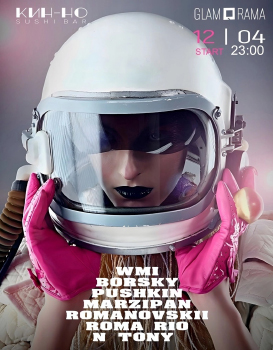 КИН-НО
SUSHI BAR
GLAM RAMA
12 | 04
START 23:00
WMI
BORSKY
PUSHKIN
MARZIPAN
ROMANOVSKII
ROMA RIO
N TONY